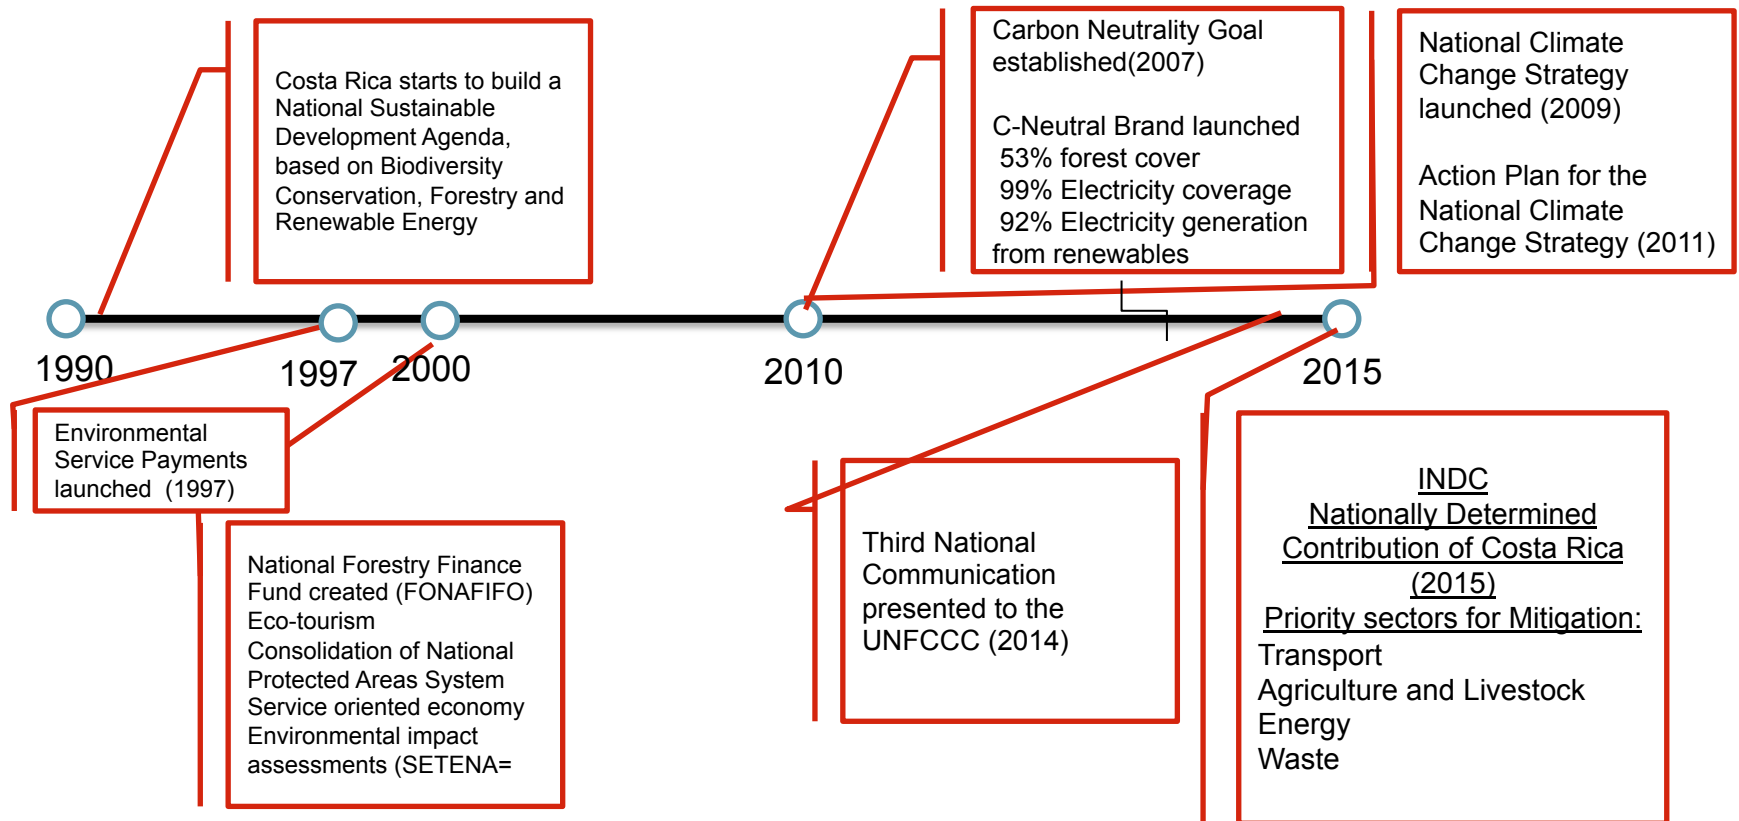 Costa Rica starts to build a
National Sustainable
Development Agenda,
based on Biodiversity
Conservation, Forestry and
Renewable Energy
Carbon Neutrality Goal
established(2007)
C-Neutral Brand launched
53% forest cover
99% Electricity coverage
92% Electricity generation
from renewables
National Climate
Change Strategy
launched (2009)
Action Plan for the
National Climate
Change Strategy (2011)
1990
1997
2000
2010
2015
Environmental
Service Payments
launched (1997)
National Forestry Finance
Fund created (FONAFIFO)
Eco-tourism
Consolidation of National
Protected Areas System
Service oriented economy
Environmental impact
assessments (SETENA=
Third National
Communication
presented to the
UNFCCC (2014)
INDC
Nationally Determined
Contribution of Costa Rica
(2015)
Priority sectors for Mitigation:
Transport
Agriculture and Livestock
Energy
Waste